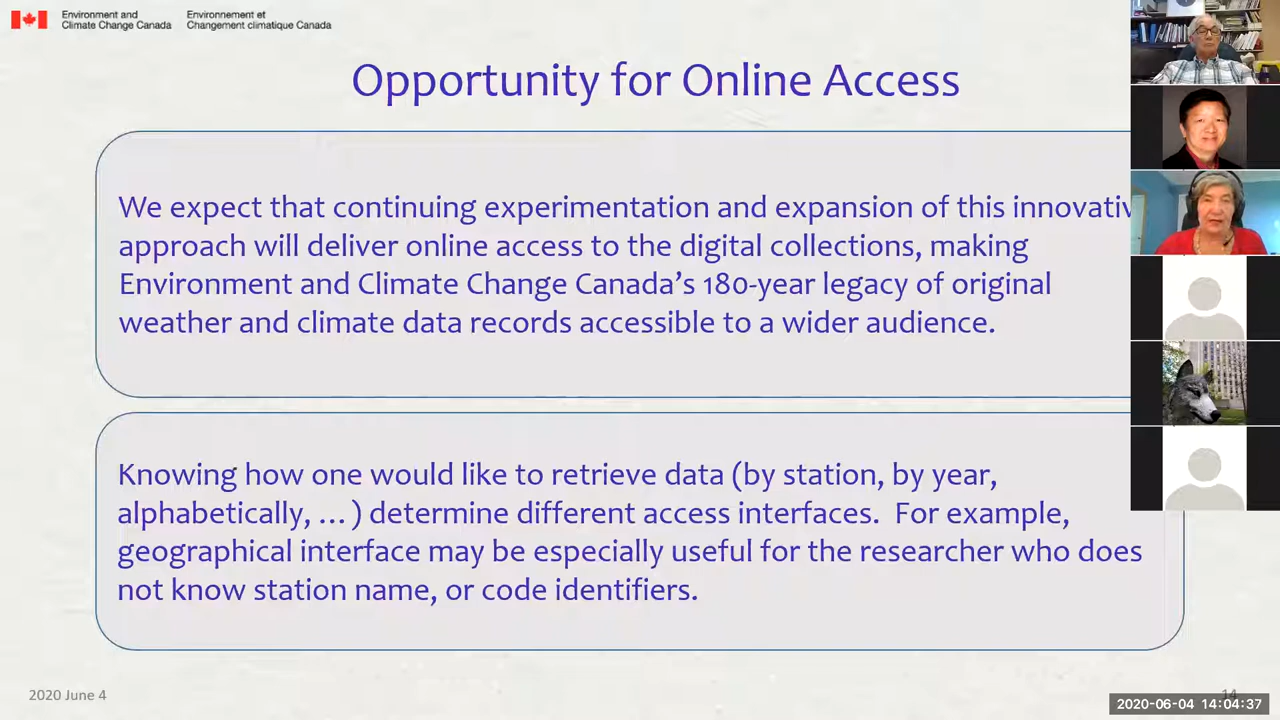 Environment and
Climate Change Canada
Environnement et
Changement climatique Canada
Opportunity for Online Access
We expect that continuing experimentation and expansion of this innovativ
approach will deliver online access to the digital collections, making
Environment and Climate Change Canada’s 180-year legacy of original
weather and climate data records accessible to a wider audience.
Knowing how one would like to retrieve data (by station, by year,
alphabetically, …) determine different access interfaces.  For example,
geographical interface may be especially useful for the researcher who does
not know station name, or code identifiers.
2020 June 4
14
2020-06-04 14:04:37